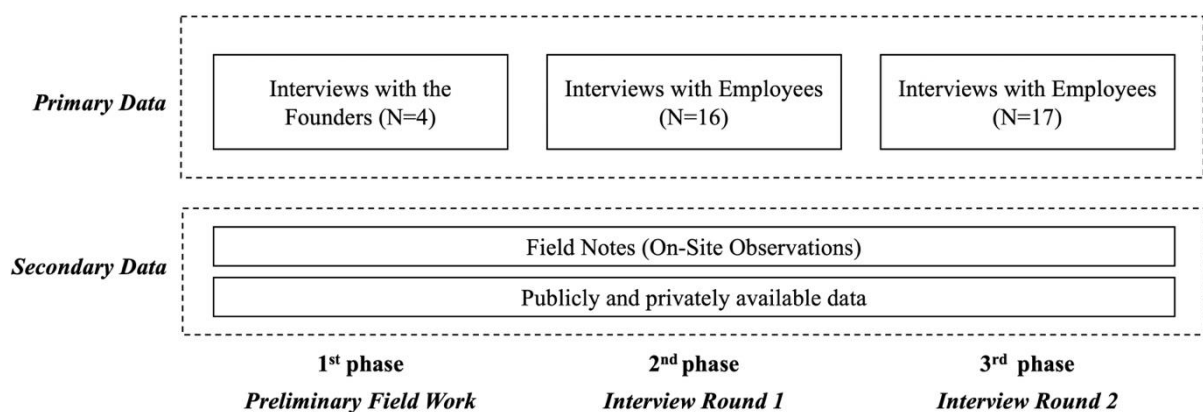 Primary Data
Interviews with the
Founders (N=4)
Interviews with Employees
(N=16)
Interviews with Employees
(N=17)
Secondary Data
Field Notes (On-Site Observations)
Publicly and privately available data
1st phase
Preliminary Field Work
2nd phase
Interview Round 1
3rd phase
Interview Round 2